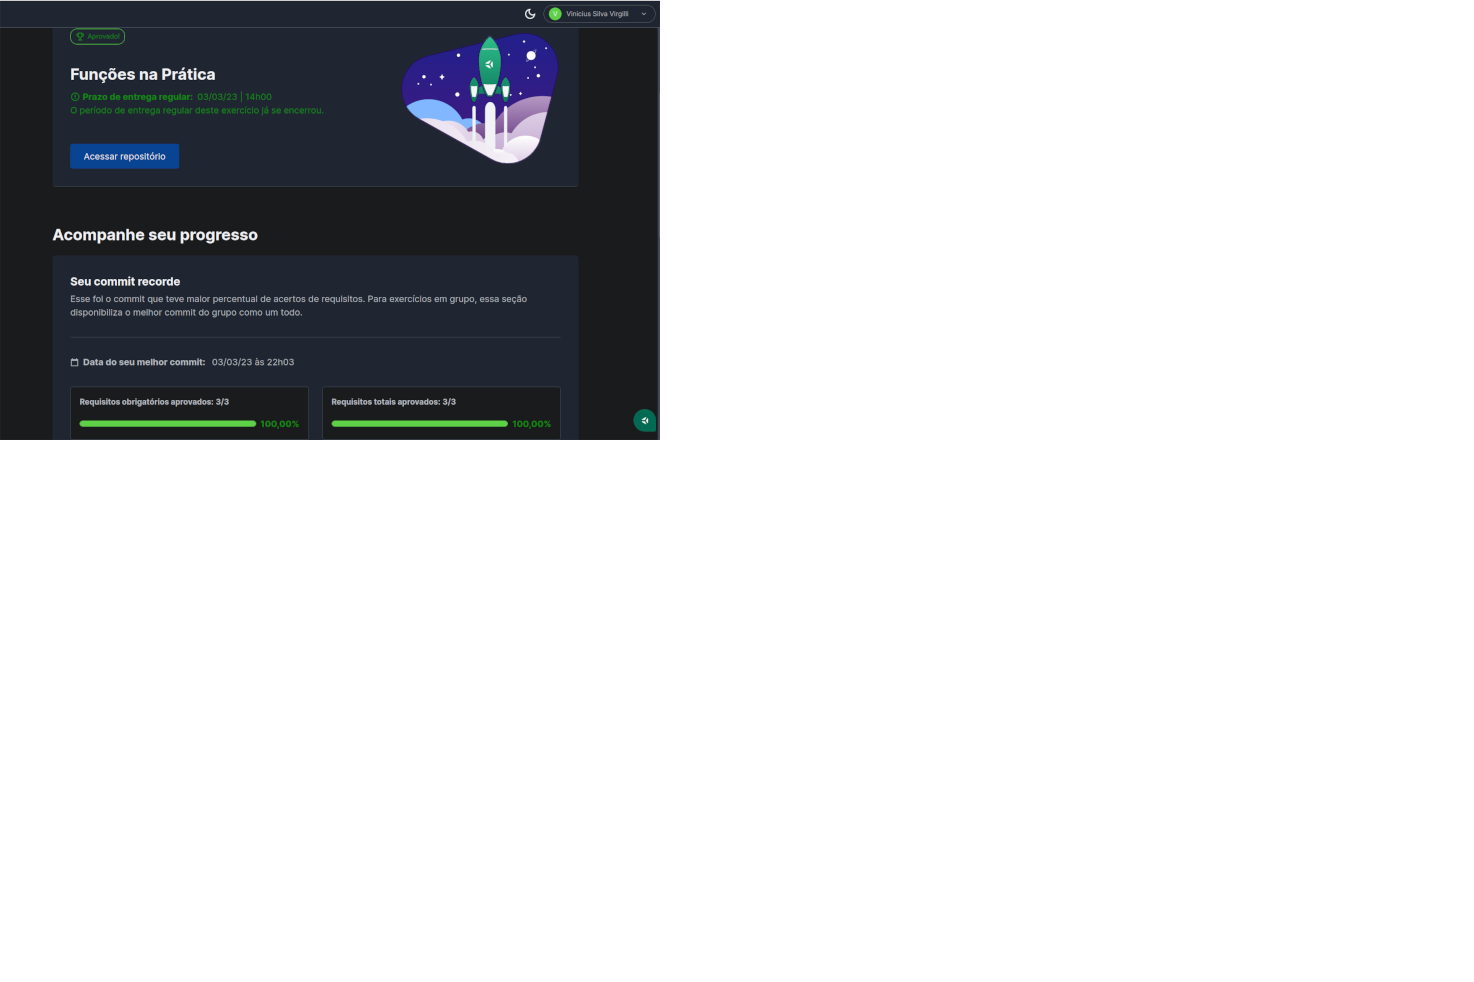 V Vinicius Silva Virgilli
Aprovado!
Funções na Prática
Prazo de entrega regular: 03/03/23 | 14h00
O período de entrega regular deste exercício já se encerrou.
Acessar repositório
Acompanhe seu progresso
Seu commit recorde
Esse foi o commit que teve maior percentual de acertos de requisitos. Para exercícios em grupo, essa seção
disponibiliza o melhor commit do grupo como um todo.
Data do seu melhor commit: 03/03/23 às 22h03
Requisitos obrigatórios aprovados: 3/3
100,00%
Requisitos totais aprovados: 3/3
100,00%